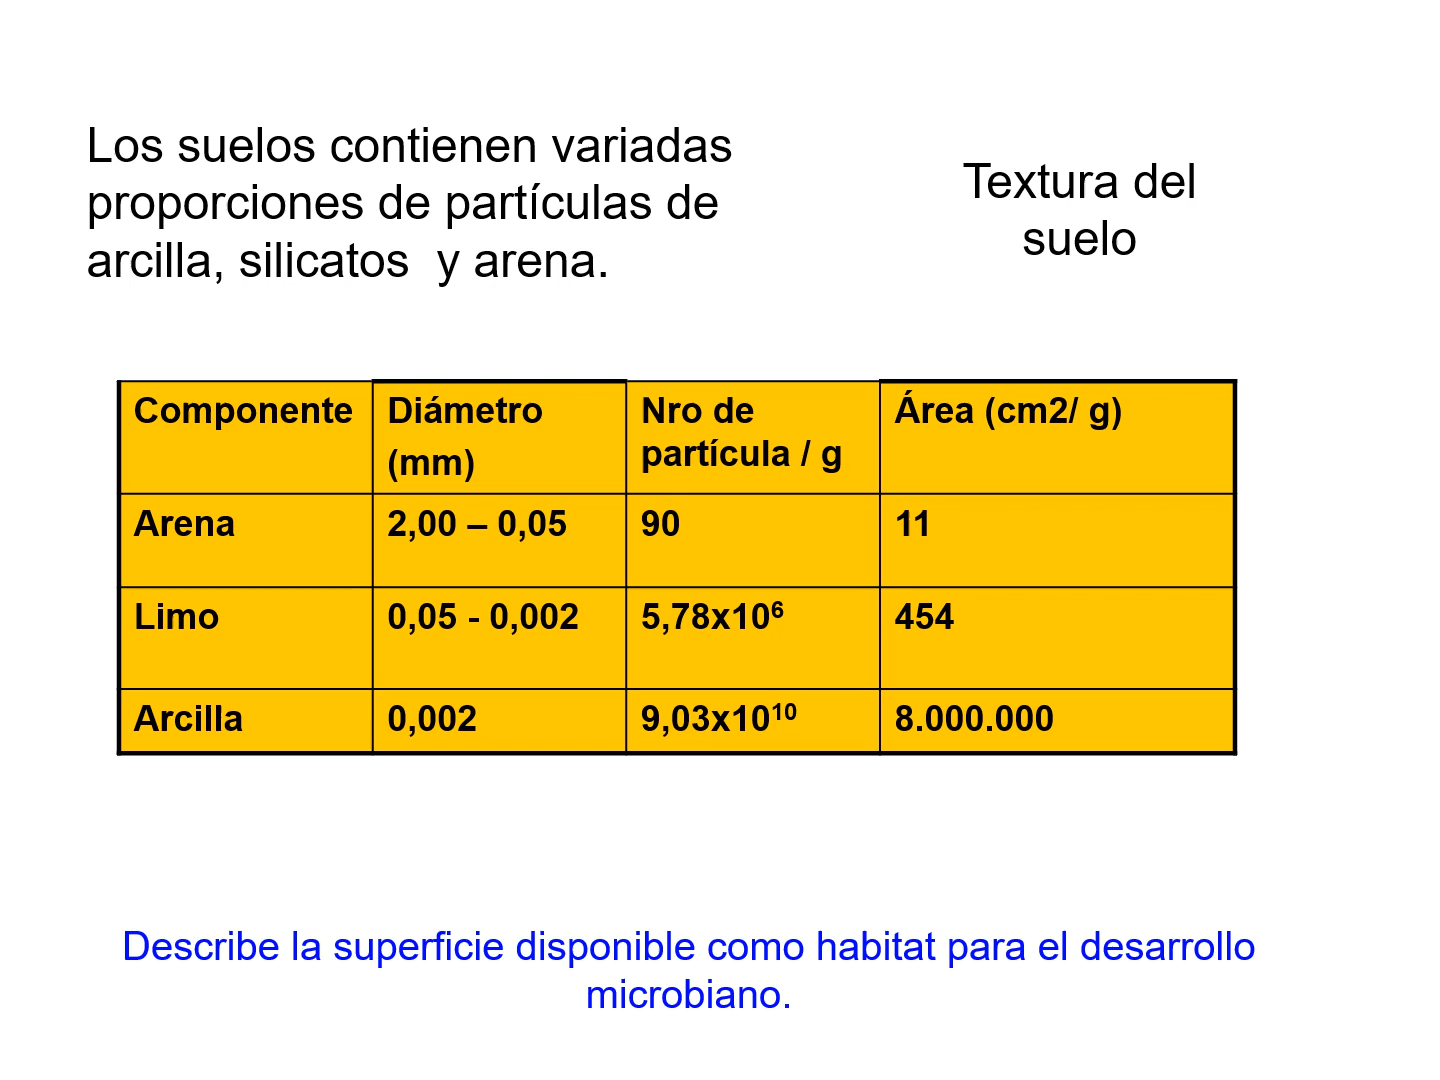 Los suelos contienen variadas
proporciones de partículas de
arcilla, silicatos y arena.
Textura del
suelo
Componente Diámetro (mm) Nro de partícula / g Área (cm2/ g)
Arena 2,00 – 0,05 90 11
Limo 0,05 - 0,002 5,78x10⁶ 454
Arcilla 0,002 9,03x10¹⁰ 8.000.000
Describe la superficie disponible como habitat para el desarrollo
microbiano.